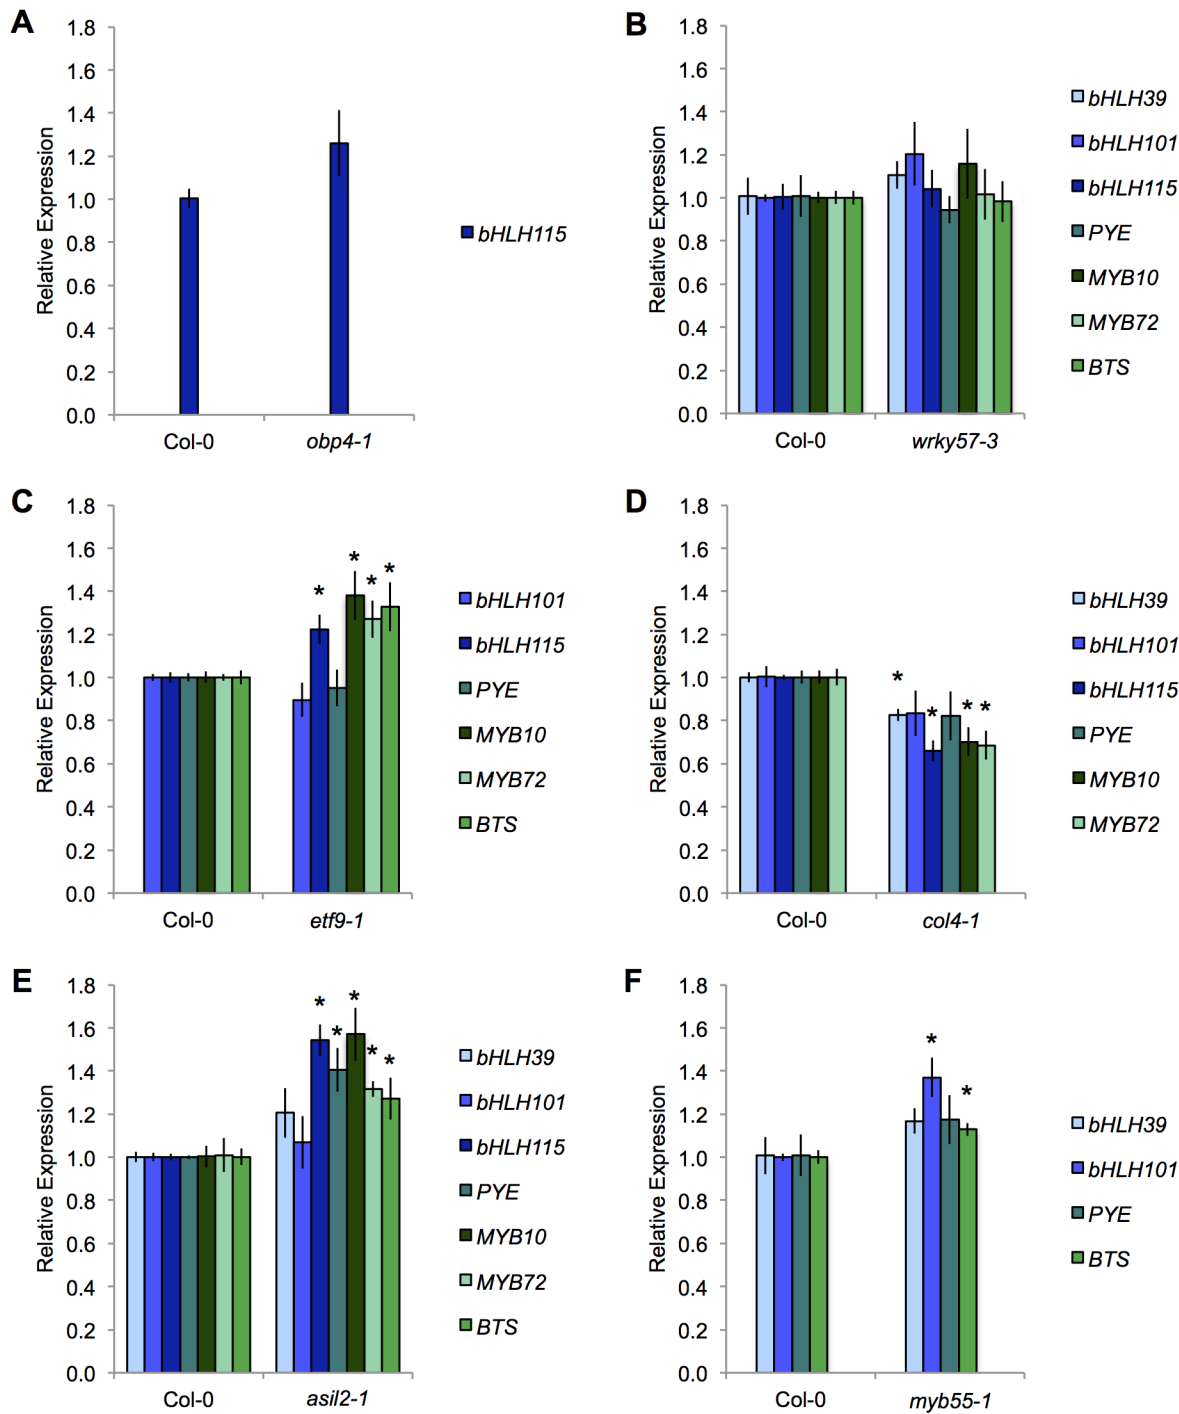 A
1.8
1.6
1.4
1.2
1.0
0.8
0.6
0.4
0.2
0.0
Relative Expression
Col-0
obp4-1
bHLH115
B
1.8
1.6
1.4
1.2
1.0
0.8
0.6
0.4
0.2
0.0
Relative Expression
Col-0
wrky57-3
bHLH39
bHLH101
bHLH115
PYE
MYB10
MYB72
BTS
C
1.8
1.6
1.4
1.2
1.0
0.8
0.6
0.4
0.2
0.0
Relative Expression
* * * *
Col-0
etf9-1
bHLH101
bHLH115
PYE
MYB10
MYB72
BTS
D
1.8
1.6
1.4
1.2
1.0
0.8
0.6
0.4
0.2
0.0
Relative Expression
* * * *
Col-0
col4-1
bHLH39
bHLH101
bHLH115
PYE
MYB10
MYB72
E
1.8
1.6
1.4
1.2
1.0
0.8
0.6
0.4
0.2
0.0
Relative Expression
* * * * *
Col-0
asil2-1
bHLH39
bHLH101
bHLH115
PYE
MYB10
MYB72
BTS
F
1.8
1.6
1.4
1.2
1.0
0.8
0.6
0.4
0.2
0.0
Relative Expression
* *
Col-0
myb55-1
bHLH39
bHLH101
PYE
BTS